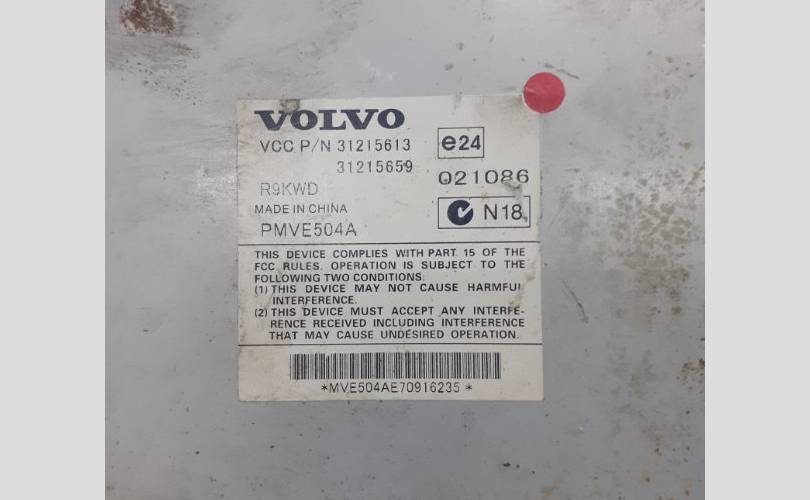 VOLVO
VCC P/N 31215613
31215659
e24
021086
R9KWD
MADE IN CHINA
N18
PMVE504A
THIS DEVICE COMPLIES WITH PART 15 OF THE
FCC RULES. OPERATION IS SUBJECT TO THE
FOLLOWING TWO CONDITIONS:
(1) THIS DEVICE MAY NOT CAUSE HARMFUL
INTERFERENCE.
(2) THIS DEVICE MUST ACCEPT ANY INTERFE-
RENCE RECEIVED INCLUDING INTERFERENCE
THAT MAY CAUSE UNDESIRED OPERATION.
*MVE504AE70916235*